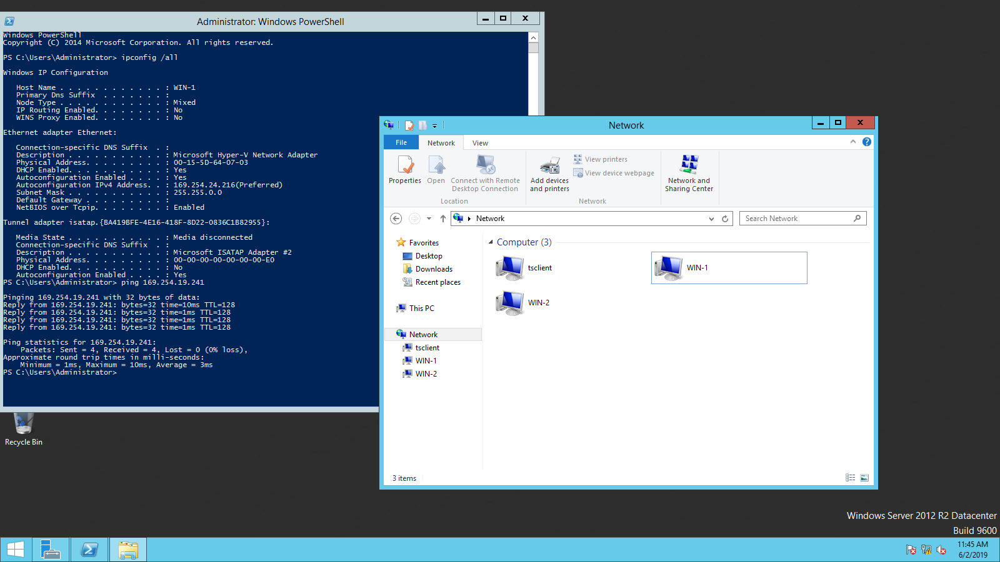 Administrator: Windows PowerShell
Windows PowerShell
Copyright (C) 2014 Microsoft Corporation. All rights reserved.
PS C:\Users\Administrator> ipconfig /all
Windows IP Configuration
Host Name . . . . . . . . . . . . : WIN-1
Primary Dns Suffix  . . . . . . . :
Node Type . . . . . . . . . . . . : Mixed
IP Routing Enabled. . . . . . . . : No
WINS Proxy Enabled. . . . . . . . : No
Ethernet adapter Ethernet:
Connection-specific DNS Suffix  . :
Description . . . . . . . . . . . : Microsoft Hyper-V Network Adapter
Physical Address. . . . . . . . . : 00-15-5D-64-07-03
DHCP Enabled. . . . . . . . . . . : Yes
Autoconfiguration Enabled . . . . : Yes
Autoconfiguration IPv4 Address. . : 169.254.24.216(Preferred)
Subnet Mask . . . . . . . . . . . : 255.255.0.0
Default Gateway . . . . . . . . . :
NetBIOS over Tcpip. . . . . . . . : Enabled
Tunnel adapter isatap.{BA419BFE-4E16-418F-8D22-0836C1B82955}:
Media State . . . . . . . . . . . : Media disconnected
Connection-specific DNS Suffix  . :
Description . . . . . . . . . . . : Microsoft ISATAP Adapter #2
Physical Address. . . . . . . . . : 00-00-00-00-00-00-00-E0
DHCP Enabled. . . . . . . . . . . : No
Autoconfiguration Enabled . . . . : Yes
PS C:\Users\Administrator> ping 169.254.19.241
Pinging 169.254.19.241 with 32 bytes of data:
Reply from 169.254.19.241: bytes=32 time=10ms TTL=128
Reply from 169.254.19.241: bytes=32 time=1ms TTL=128
Reply from 169.254.19.241: bytes=32 time=1ms TTL=128
Reply from 169.254.19.241: bytes=32 time=1ms TTL=128
Ping statistics for 169.254.19.241:
Packets: Sent = 4, Received = 4, Lost = 0 (0% loss),
Approximate round trip times in milli-seconds:
Minimum = 1ms, Maximum = 10ms, Average = 3ms
PS C:\Users\Administrator>
Recycle Bin
Network
File Network View
Properties
Open
Connect with Remote
Desktop Connection
Location
Add devices
and printers
View printers
View device webpage
Network
Network and
Sharing Center
Network
Search Network
Favorites
Desktop
Downloads
Recent places
This PC
Network
tsclient
WIN-1
WIN-2
Computer (3)
tsclient
WIN-1
WIN-2
3 items
Windows Server 2012 R2 Datacenter
Build 9600
11:45 AM
6/2/2019